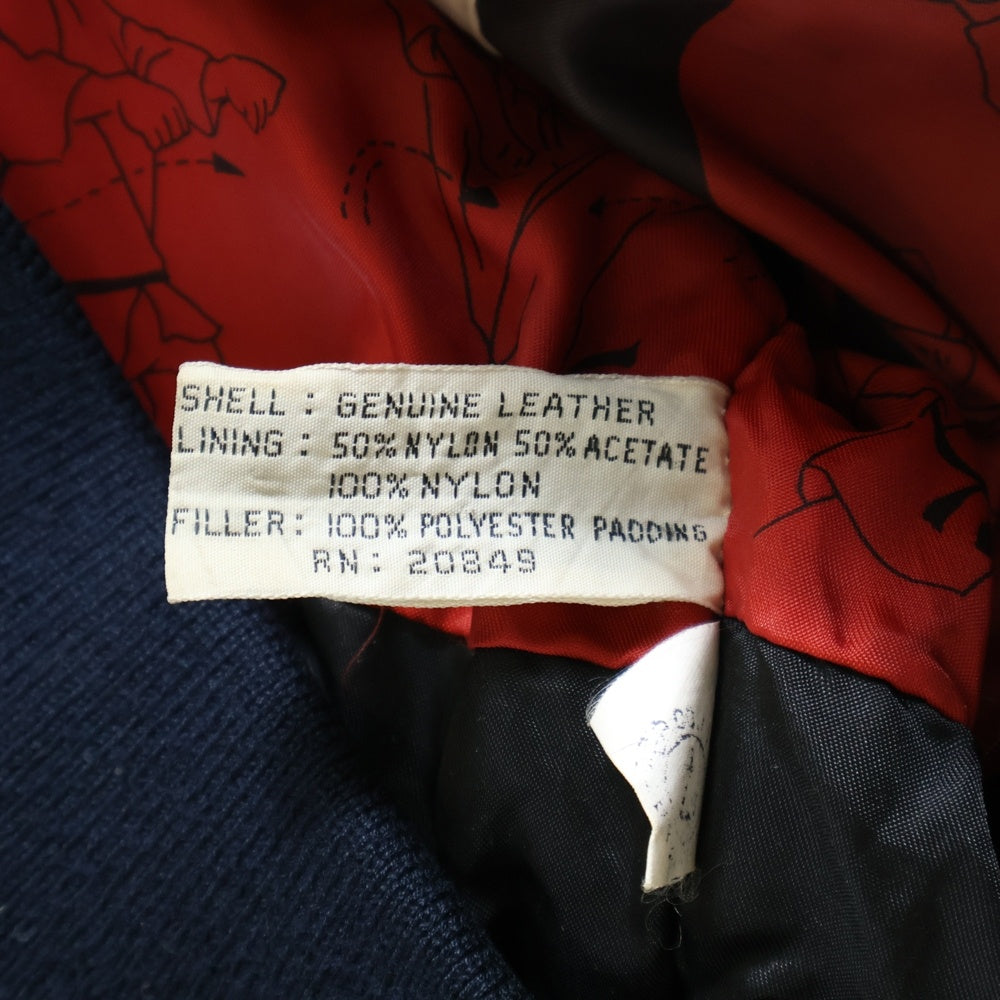 SHELL : GENUINE LEATHER
LINING : 50% NYLON 50% ACETATE
100% NYLON
FILLER : 100% POLYESTER PADDING
RN : 20849